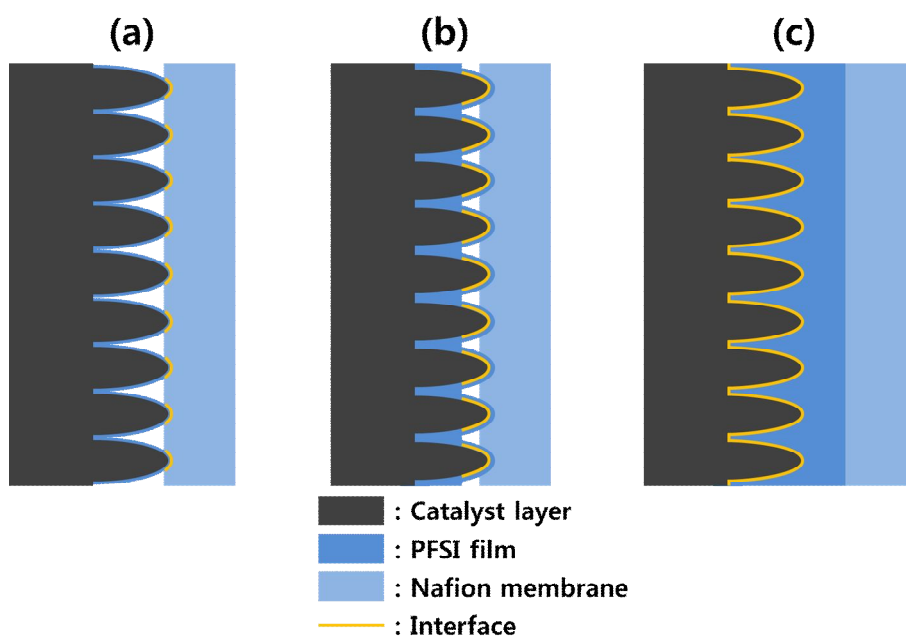 (a) (b) (c)
: Catalyst layer
: PFSI film
: Nafion membrane
: Interface